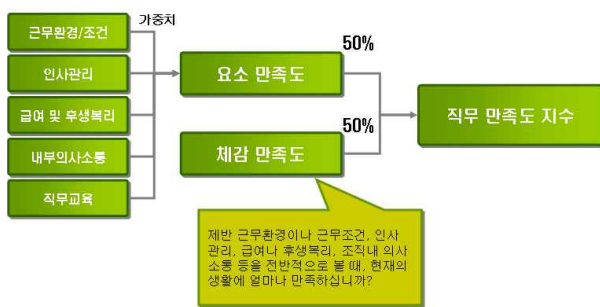 근무환경/조건
인사관리
급여 및 후생복리
내부의사소통
직무교육
가중치
요소 만족도
체감 만족도
50%
50%
직무 만족도 지수
제반 근무환경이나 근무조건, 인사
관리, 급여나 후생복리, 조직내 의사
소통 등을 전반적으로 볼 때, 현재의
생활에 얼마나 만족하십니까?